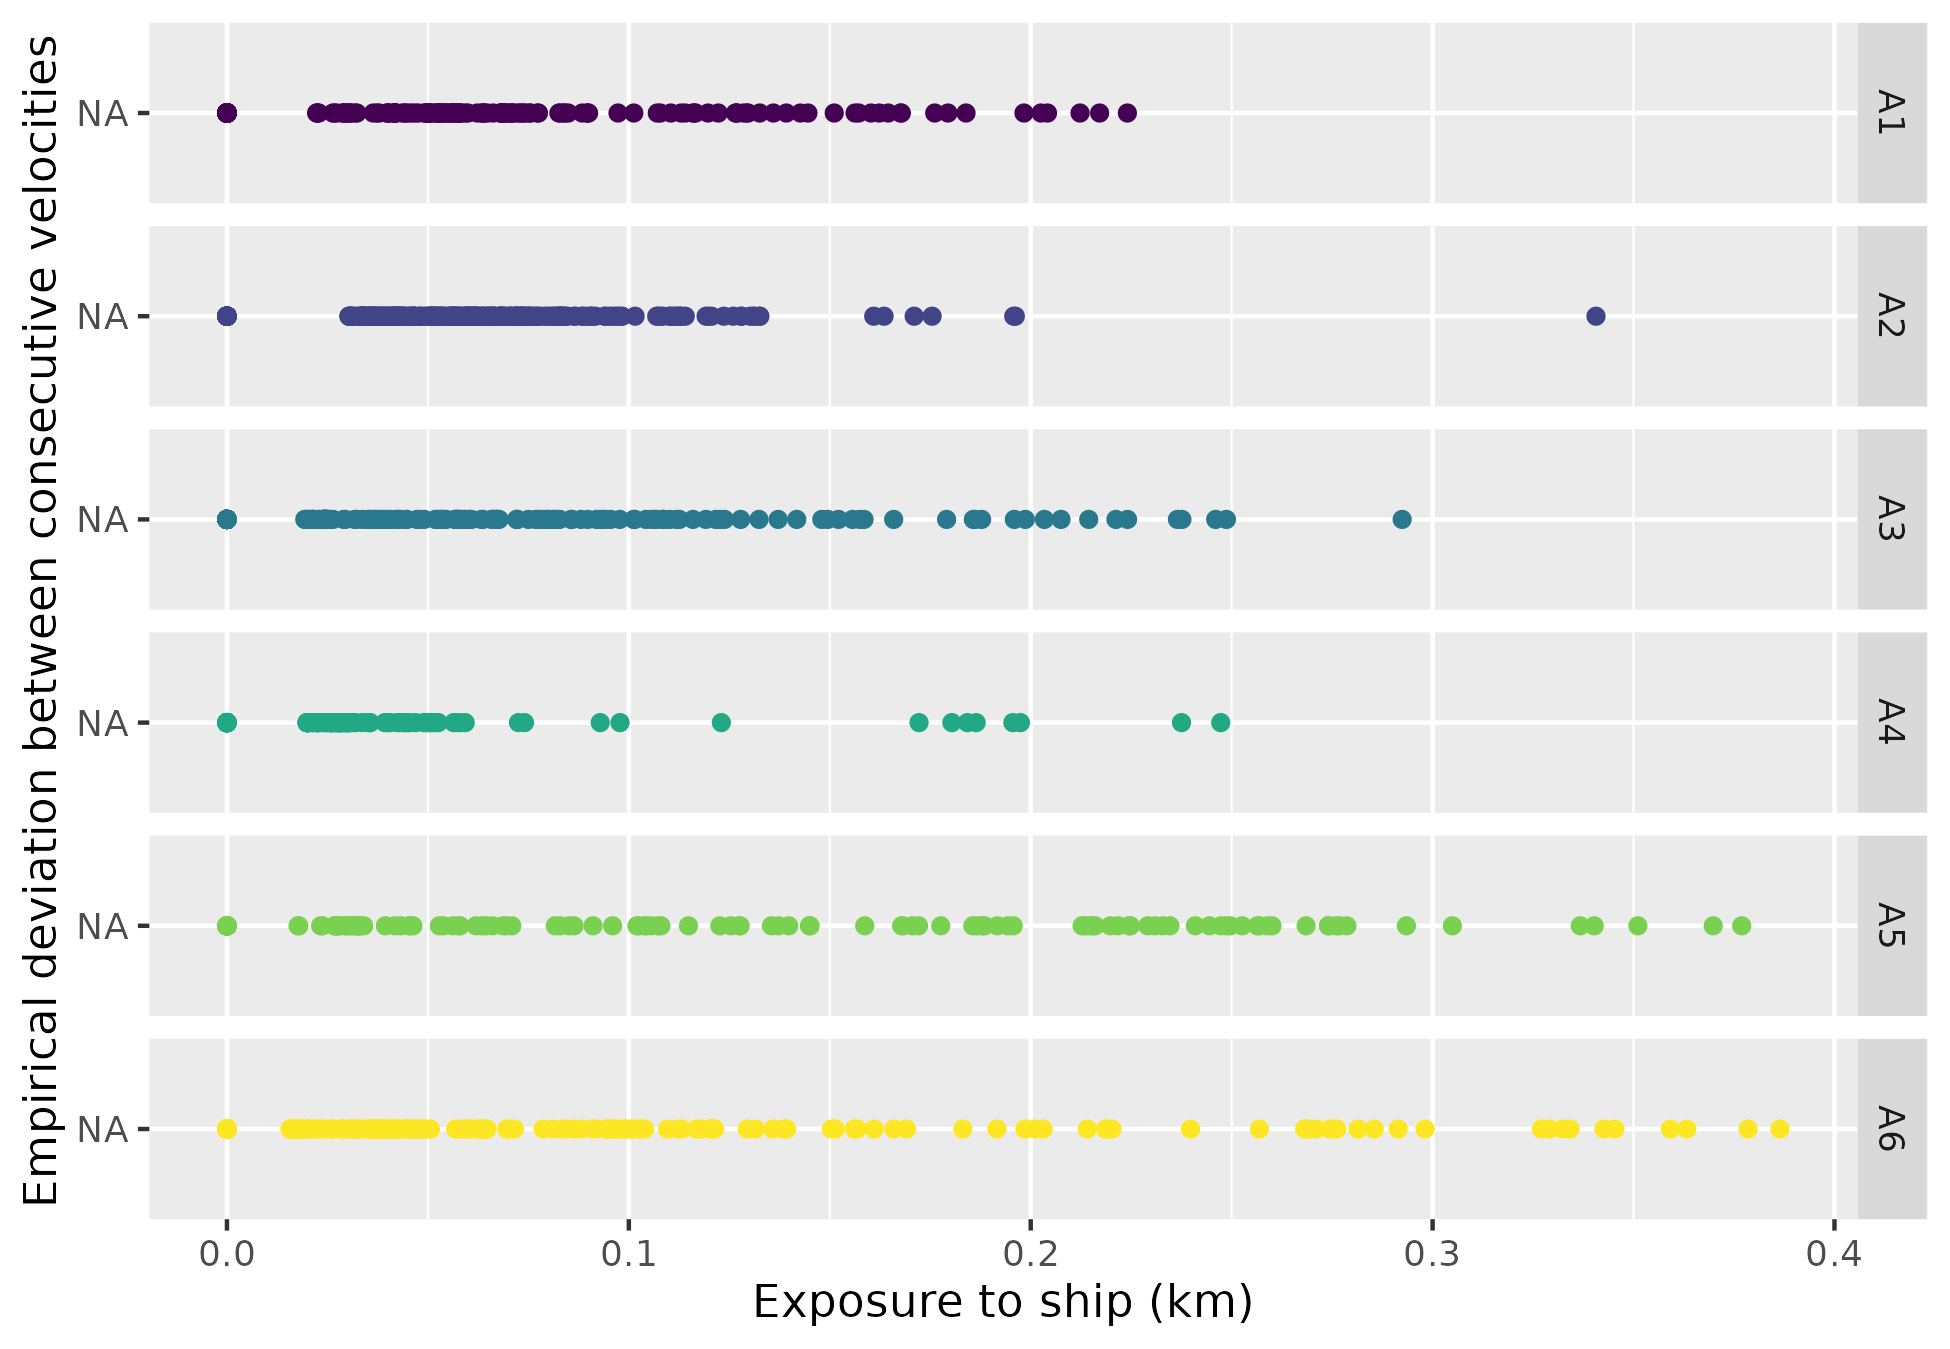 Empirical deviation between consecutive velocities
NA
A1
NA
A2
NA
A3
NA
A4
NA
A5
NA
A6
0.0
0.1
0.2
0.3
0.4
Exposure to ship (km)